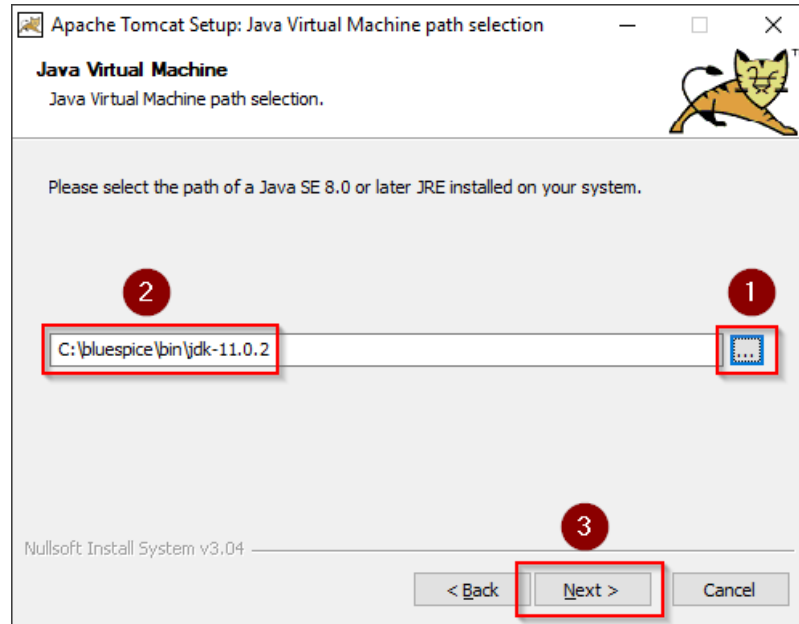 Apache Tomcat Setup: Java Virtual Machine path selection
Java Virtual Machine
Java Virtual Machine path selection.
TM
Please select the path of a Java SE 8.0 or later JRE installed on your system.
2
1
C:\bluespice\bin\jdk-11.0.2
...
3
Nullsoft Install System v3.04
< Back
Next >
Cancel